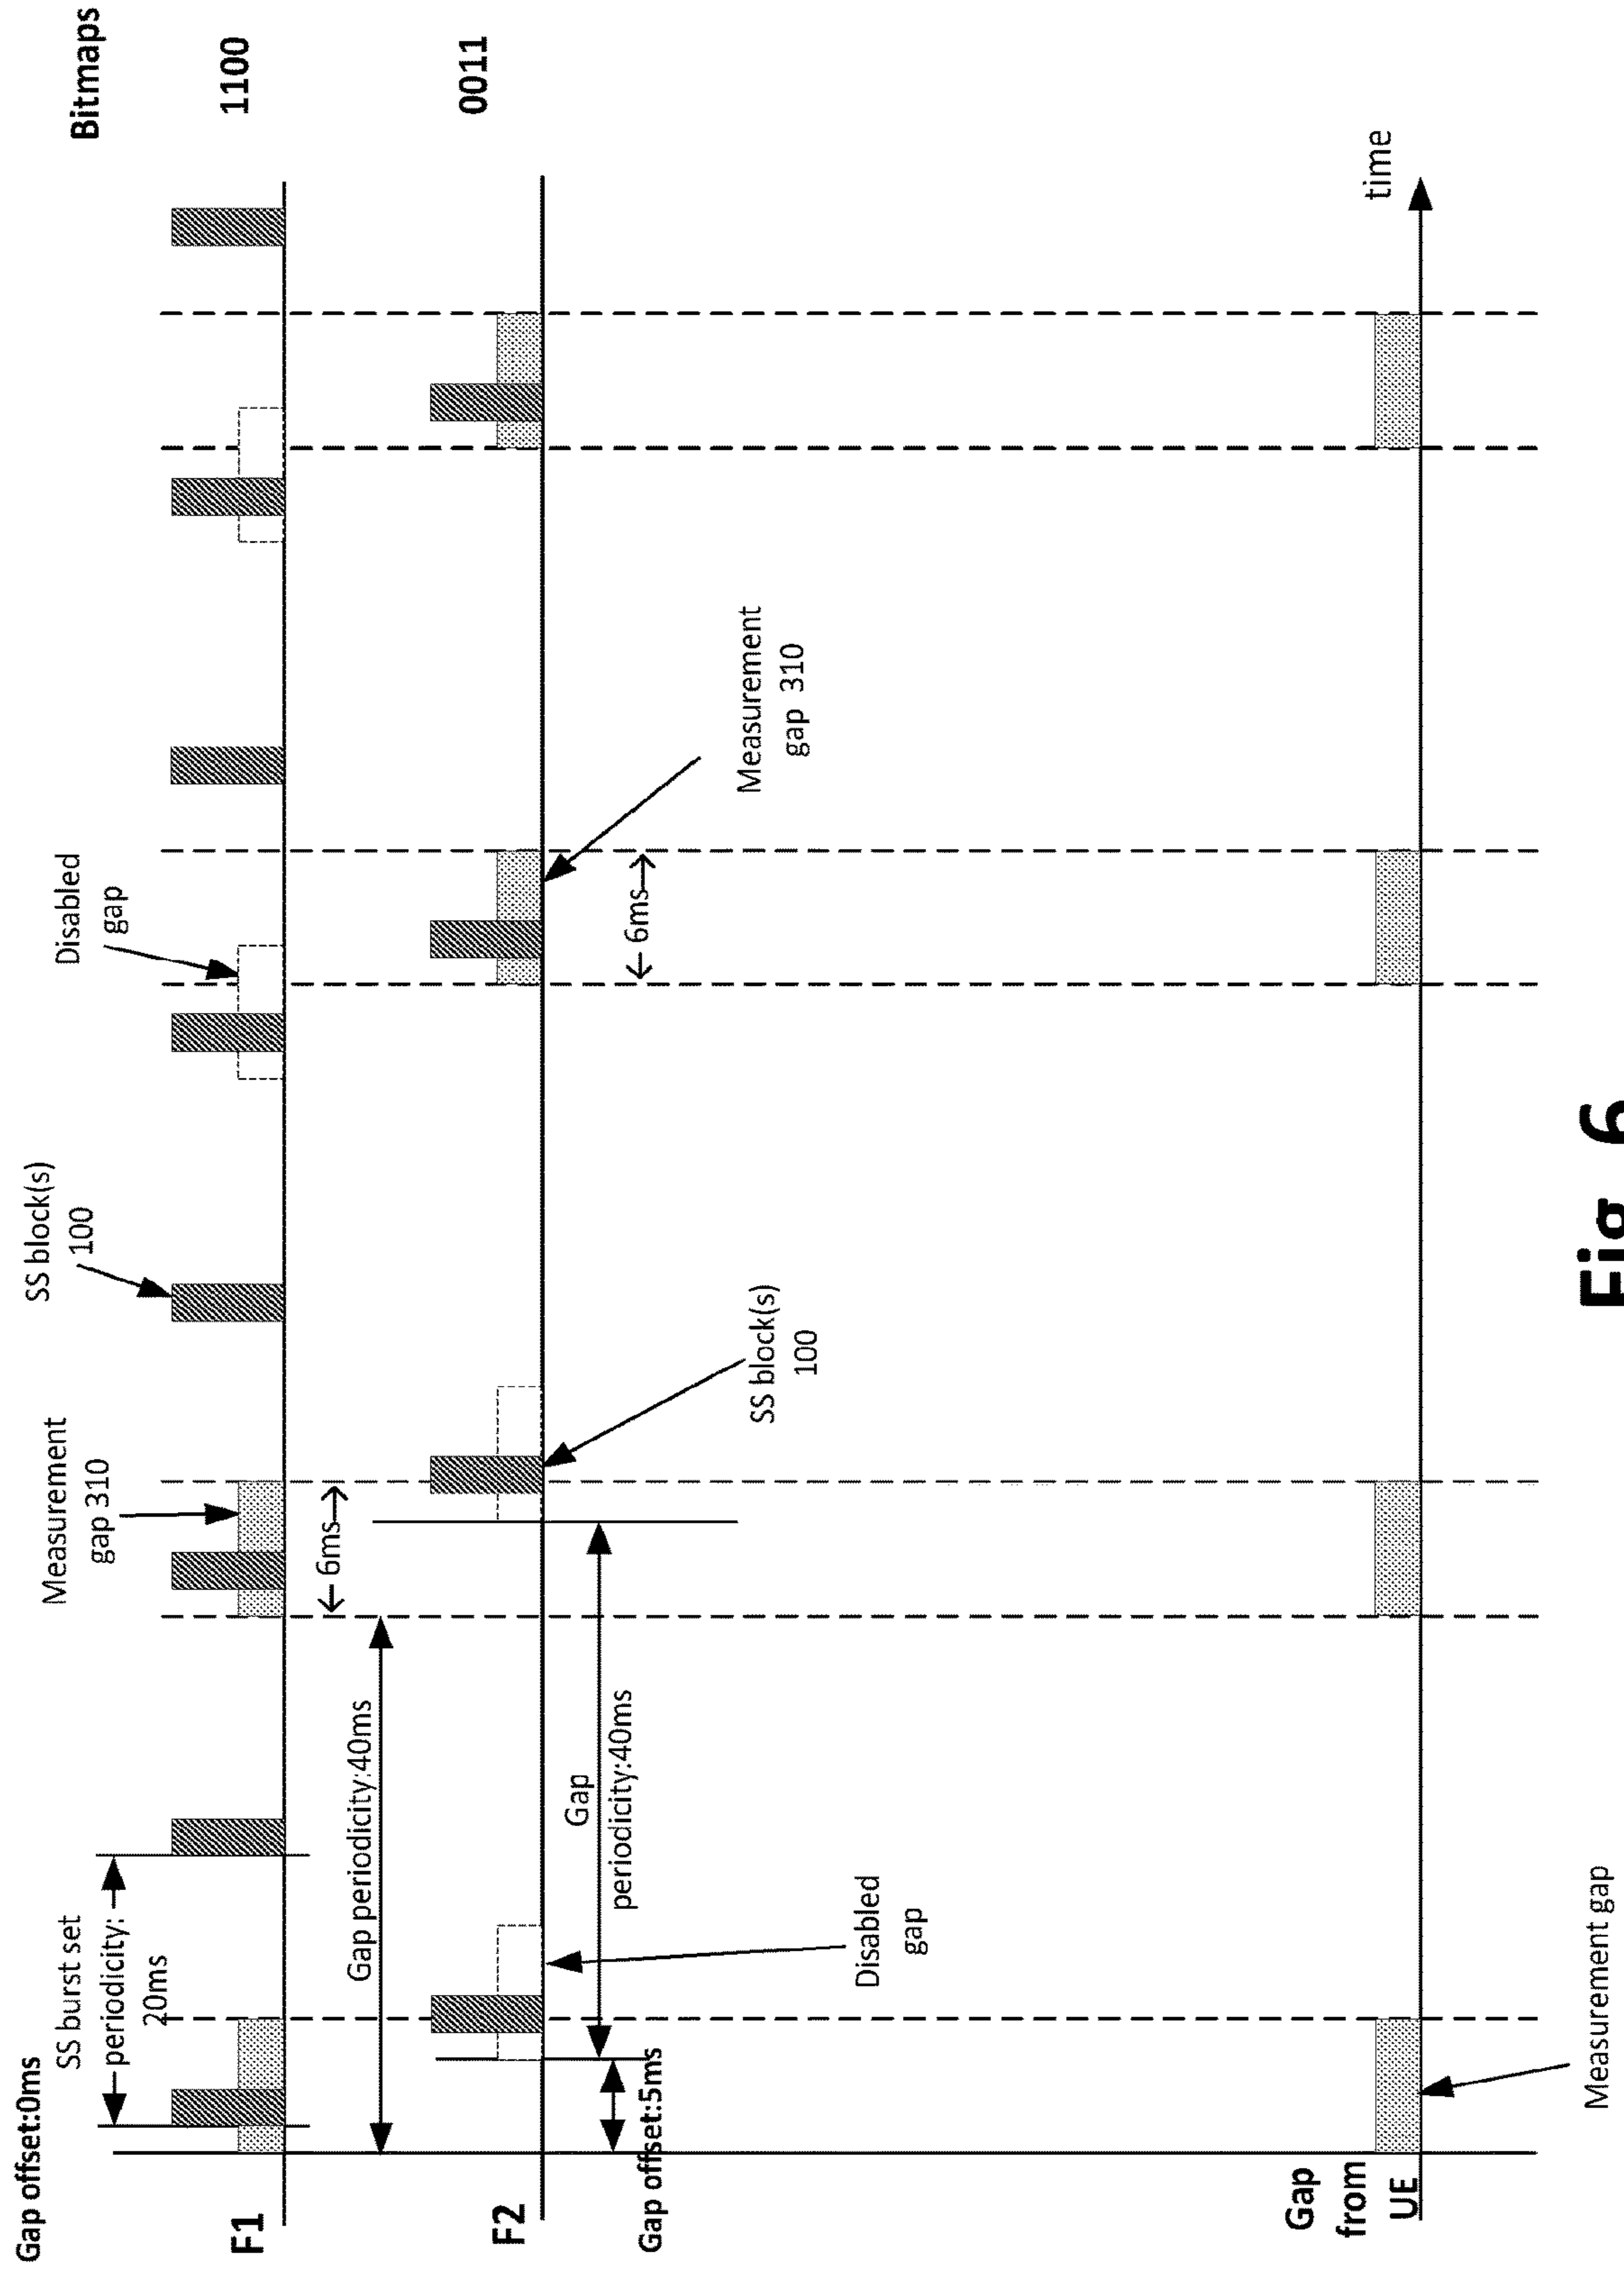 Bitmaps
Gap offset:0ms
SS burst set
periodicity:
20ms
Measurement
gap 310
SS block(s)
100
Disabled
gap
F1
1100
6ms
Gap periodicity:40ms
F2
0011
Gap
periodicity:40ms
Gap offset:5ms
6ms
SS block(s)
100
Measurement
gap 310
Disabled
gap
Gap
from
UE
time
Measurement gap
Fig. 6